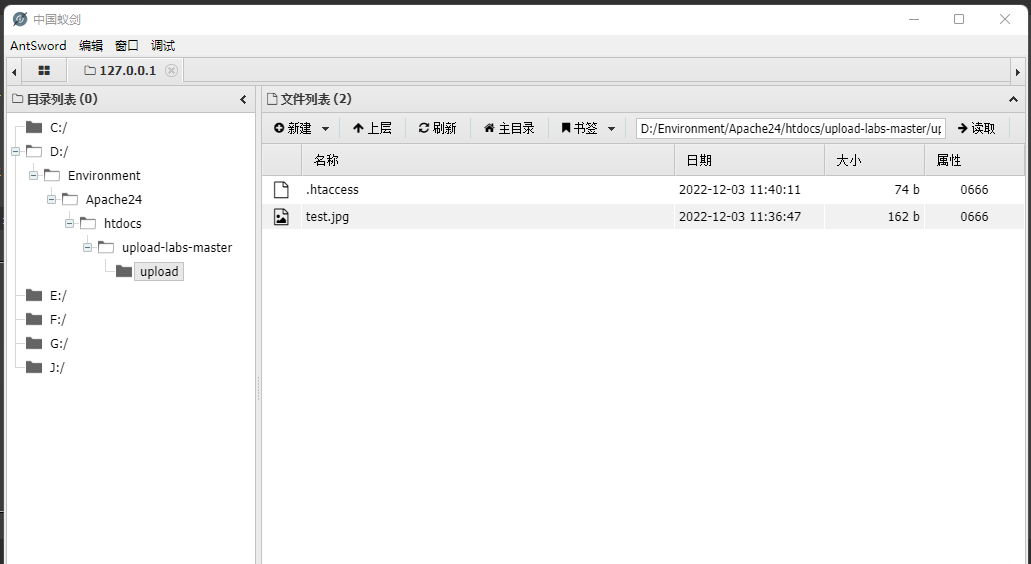 中国蚁剑
AntSword 编辑 窗口 调试
127.0.0.1
目录列表 (0)
C:/
D:/
Environment
Apache24
htdocs
upload-labs-master
upload
E:/
F:/
G:/
J:/
文件列表 (2)
新建 上层 刷新 主目录 书签 D:/Environment/Apache24/htdocs/upload-labs-master/up 读取
名称 日期 大小 属性
.htaccess 2022-12-03 11:40:11 74 b 0666
test.jpg 2022-12-03 11:36:47 162 b 0666